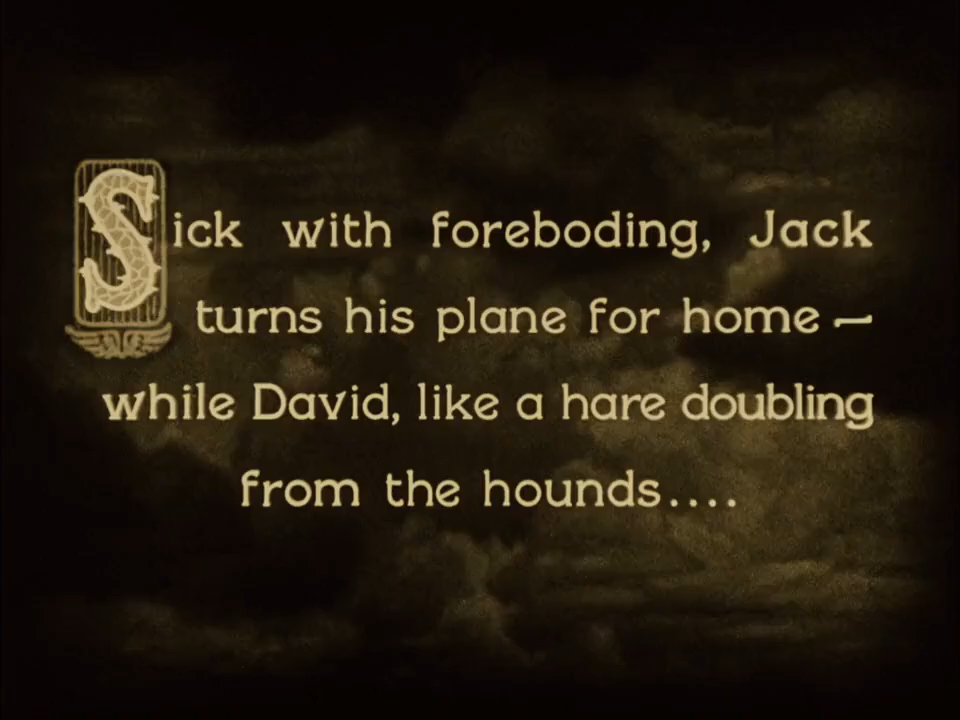 Sick with foreboding, Jack
turns his plane for home —
while David, like a hare doubling
from the hounds....